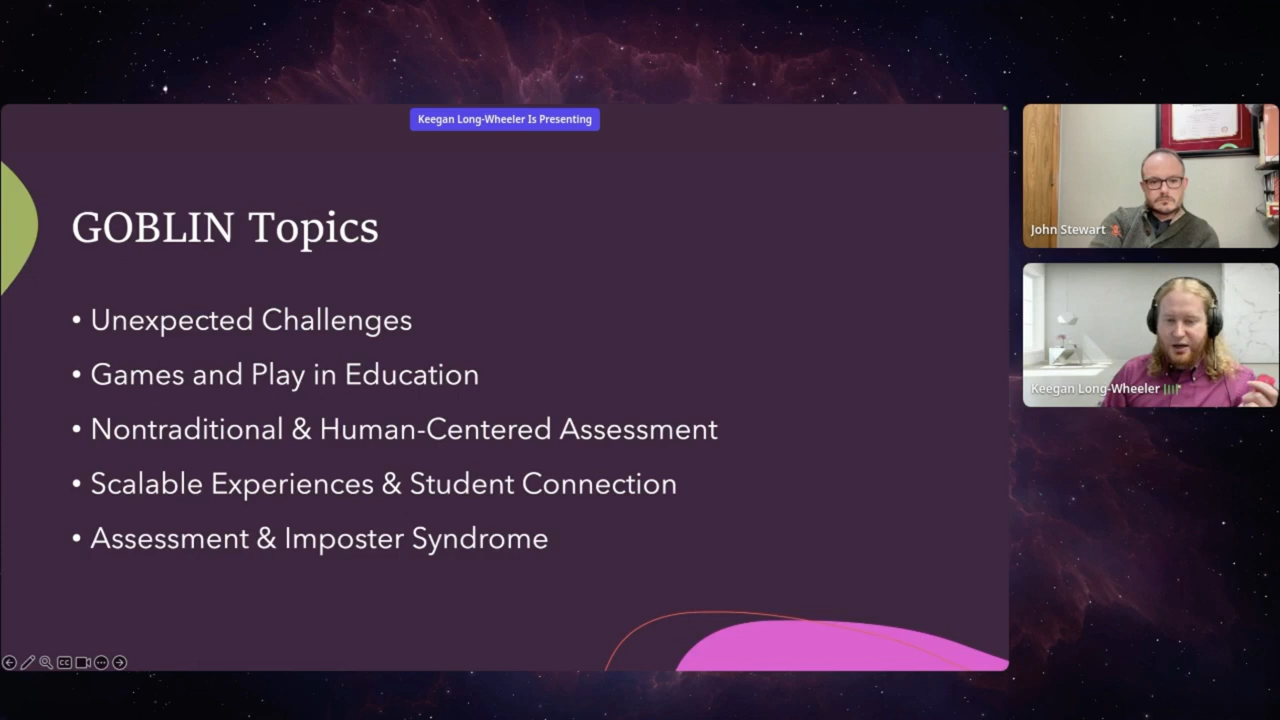 Keegan Long-Wheeler Is Presenting
GOBLIN Topics
• Unexpected Challenges
• Games and Play in Education
• Nontraditional & Human-Centered Assessment
• Scalable Experiences & Student Connection
• Assessment & Imposter Syndrome
John Stewart
Keegan Long-Wheeler
CC